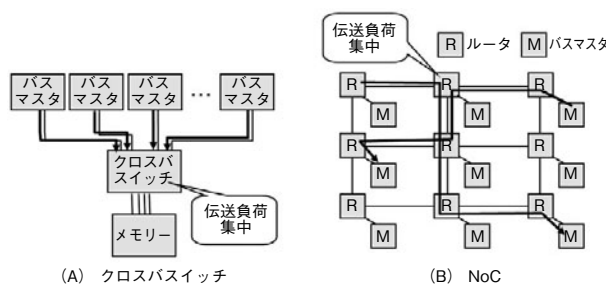 バス
マスタ
バス
マスタ
バス
マスタ
…
バス
マスタ
クロスバ
スイッチ
伝送負荷
集中
メモリー
(A) クロスバスイッチ
伝送負荷
集中
R ルータ M バスマスタ
R R R
M M M
R R R
M M M
R R R
M M M
(B) NoC